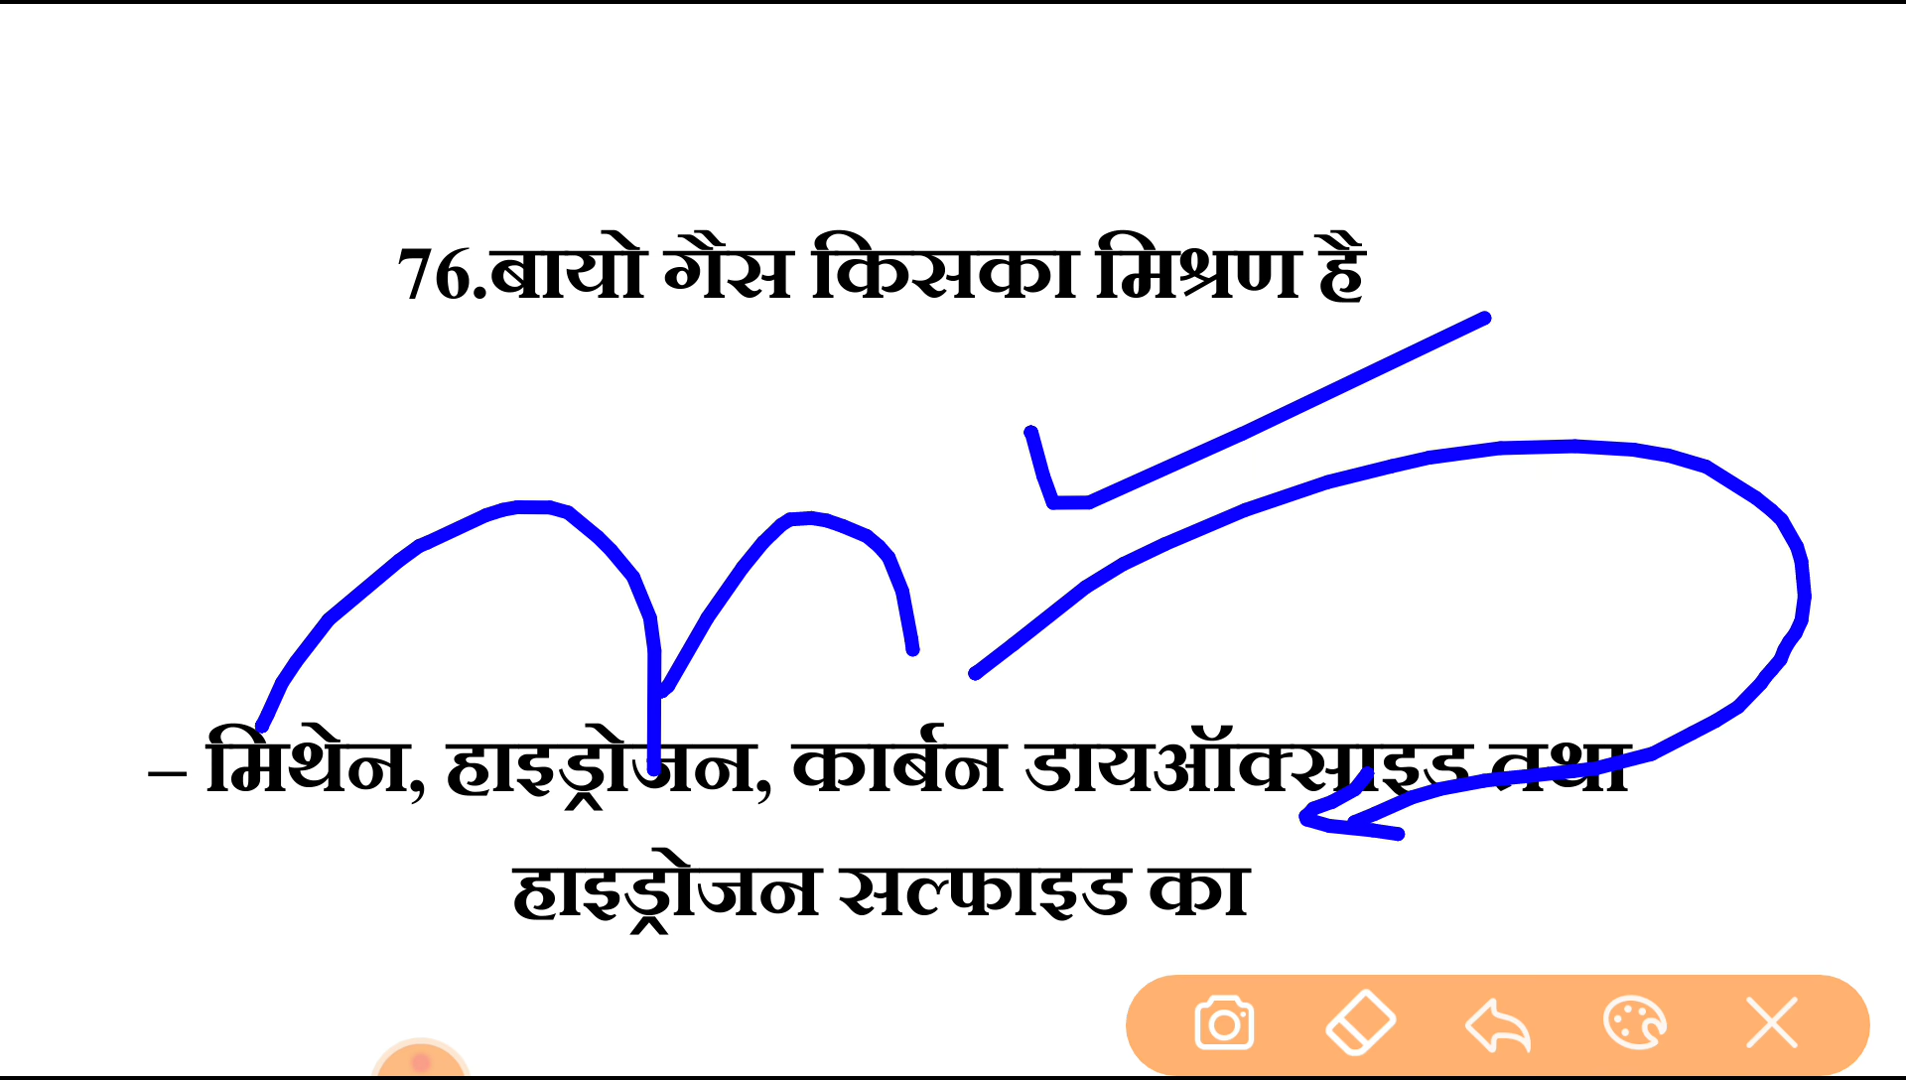 76.बायो गैस किसका मिश्रण है
– मिथेन, हाइड्रोजन, कार्बन डायऑक्साइड तथा
हाइड्रोजन सल्फाइड का